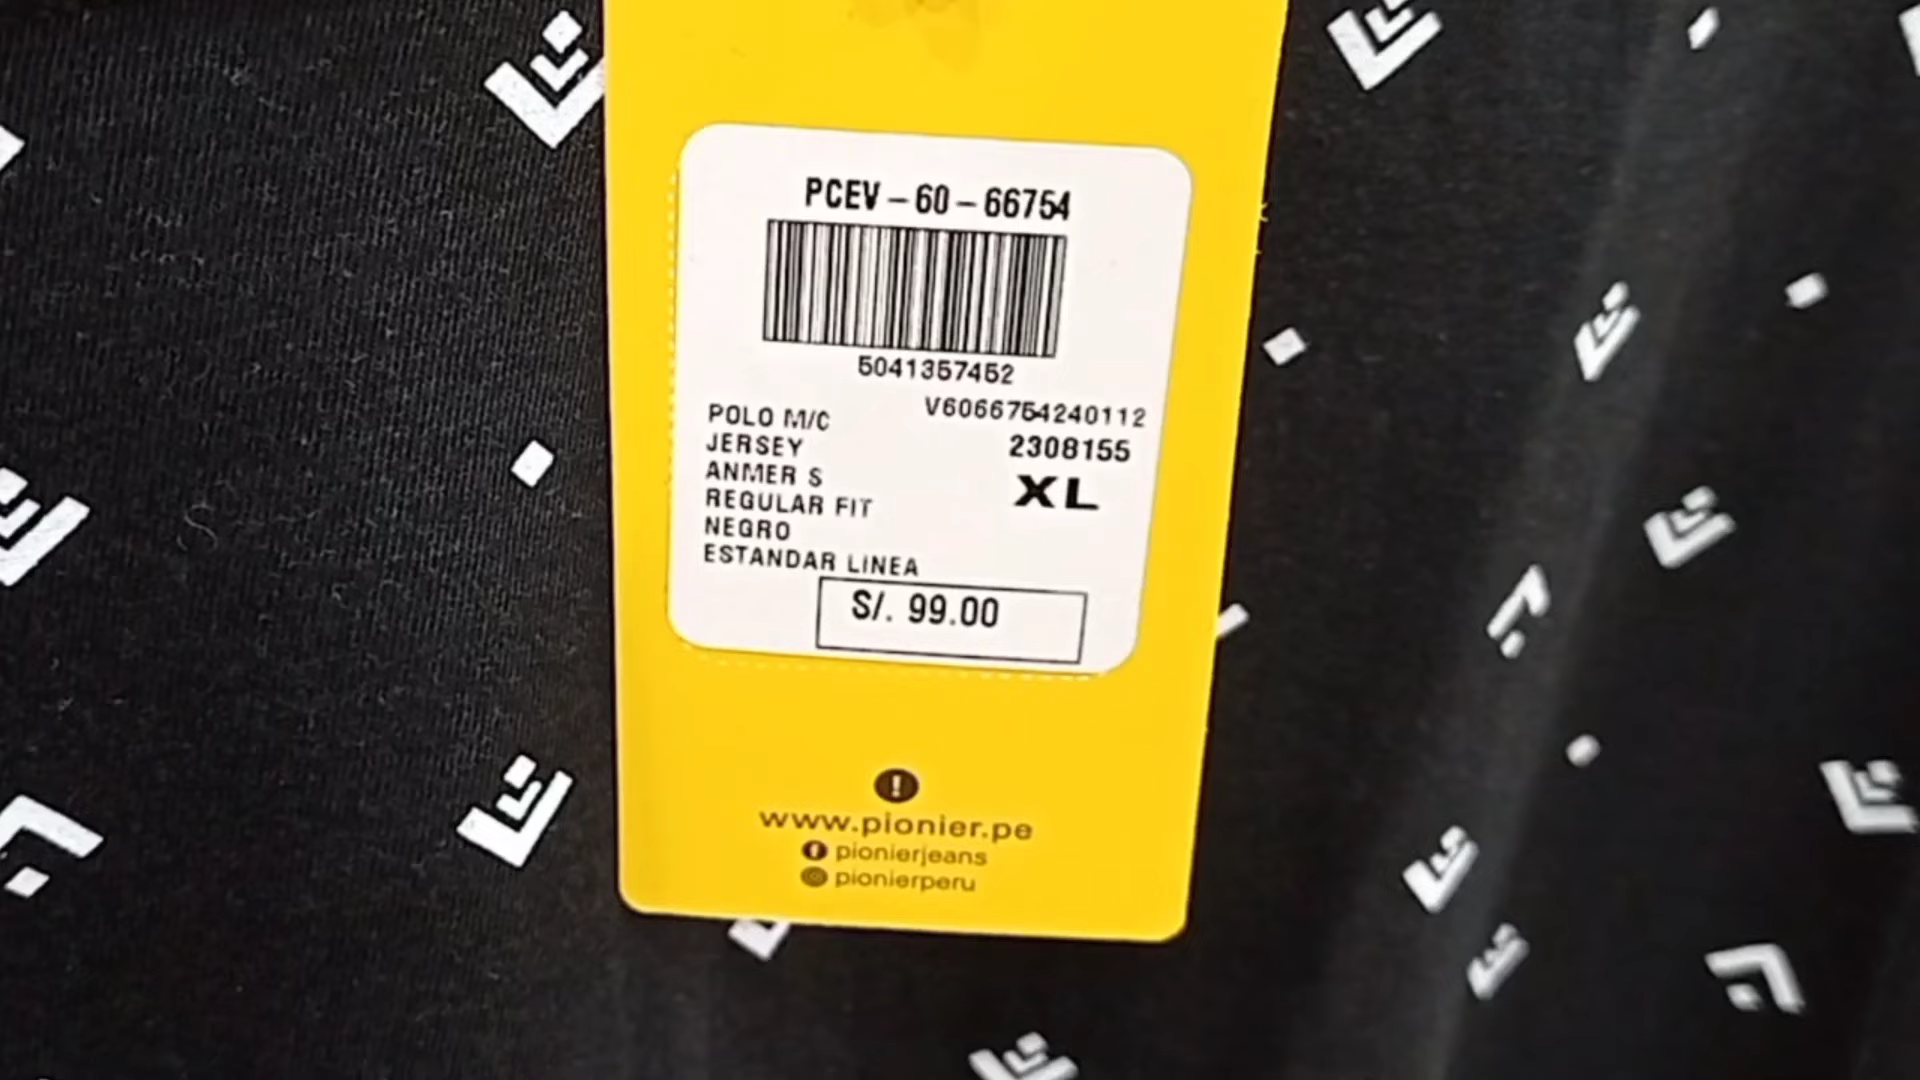 PCEV - 60 - 66754
5041357452
V6066754240112
POLO M/C
2308155
JERSEY
ANMER S
XL
REGULAR FIT
NEGRO
ESTANDAR LINEA
S/. 99.00
www.pionier.pe
pionierjeans
pionierperu